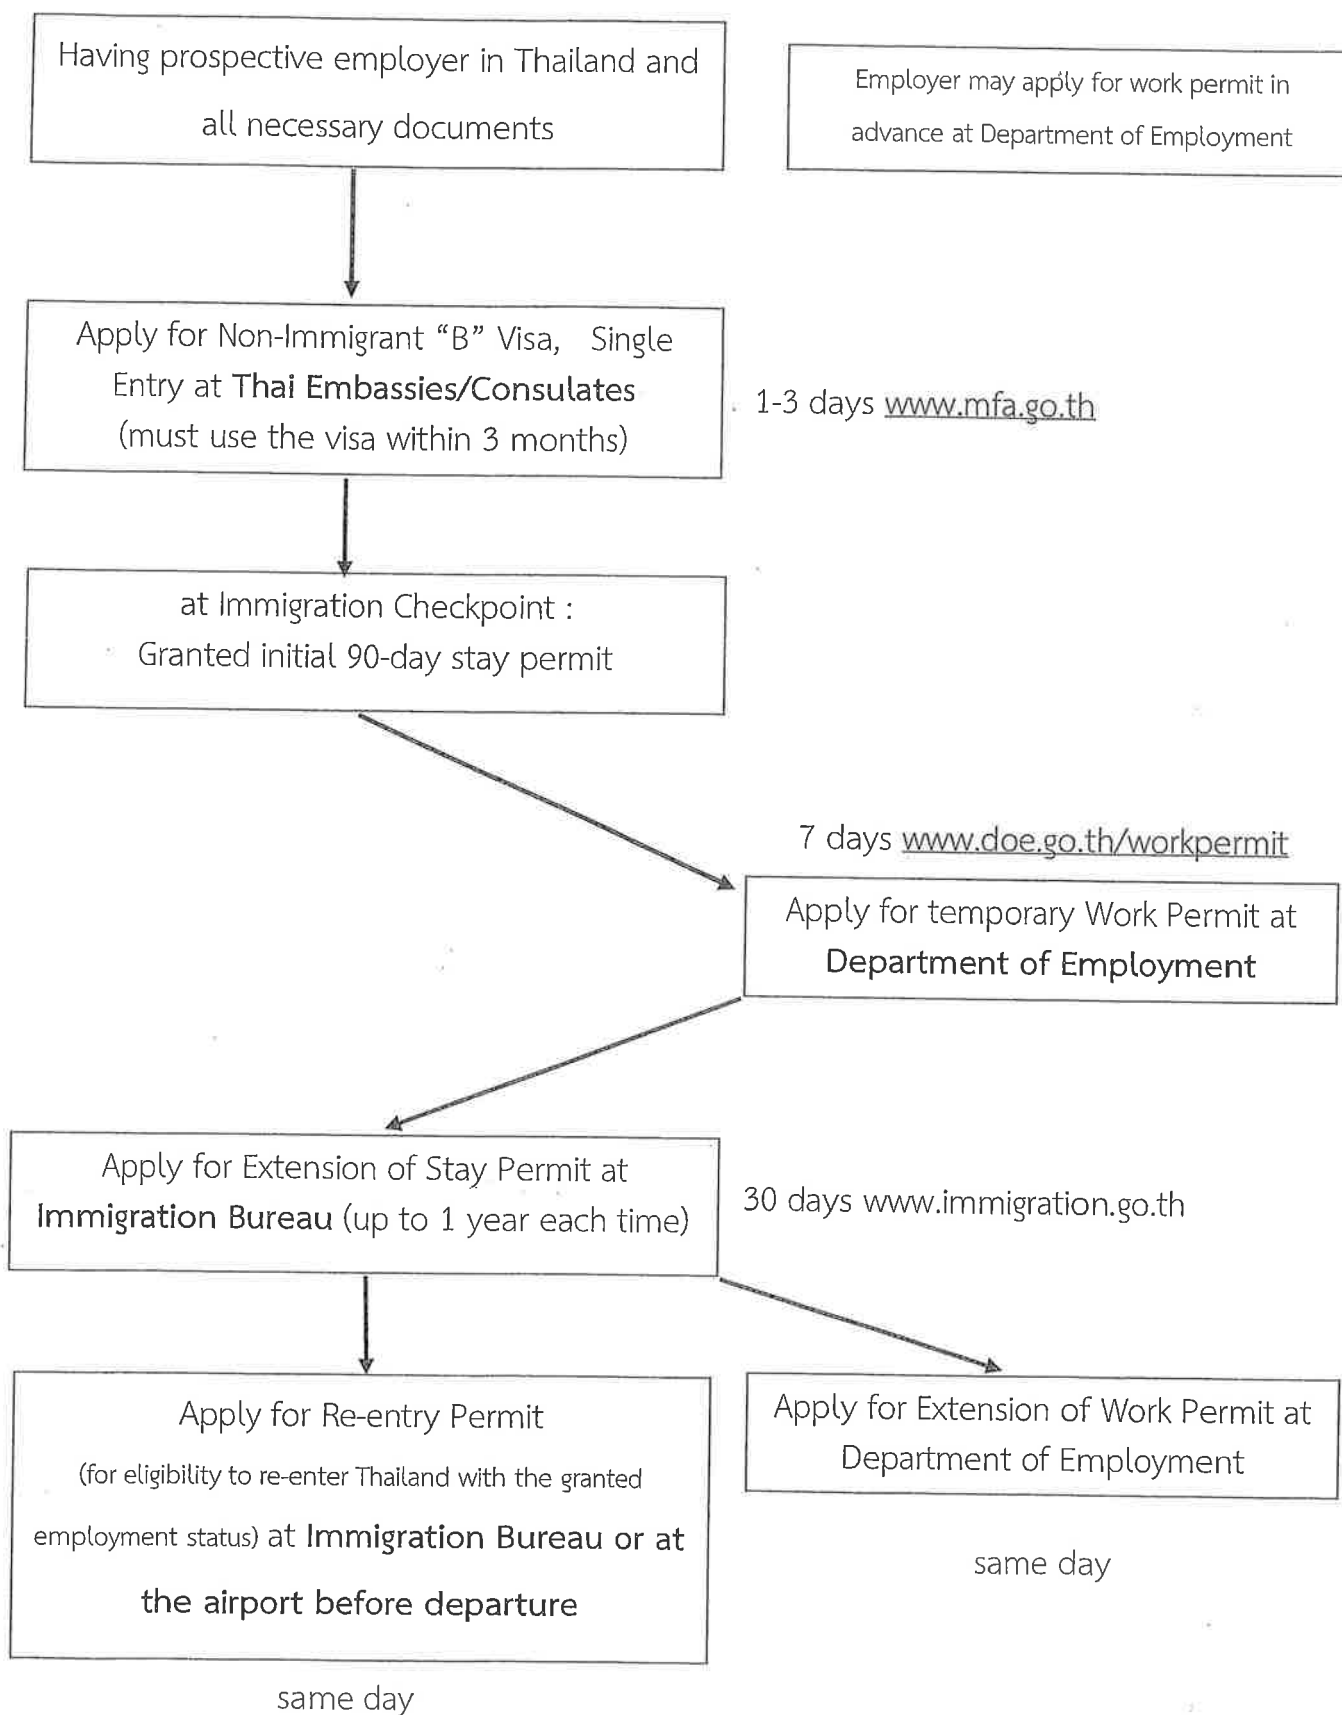 Having prospective employer in Thailand and
all necessary documents
Employer may apply for work permit in
advance at Department of Employment
Apply for Non-Immigrant “B” Visa, Single
Entry at Thai Embassies/Consulates
(must use the visa within 3 months)
1-3 days www.mfa.go.th
at Immigration Checkpoint :
Granted initial 90-day stay permit
7 days www.doe.go.th/workpermit
Apply for temporary Work Permit at
Department of Employment
Apply for Extension of Stay Permit at
Immigration Bureau (up to 1 year each time)
30 days www.immigration.go.th
Apply for Re-entry Permit
(for eligibility to re-enter Thailand with the granted
employment status) at Immigration Bureau or at
the airport before departure
same day
Apply for Extension of Work Permit at
Department of Employment
same day